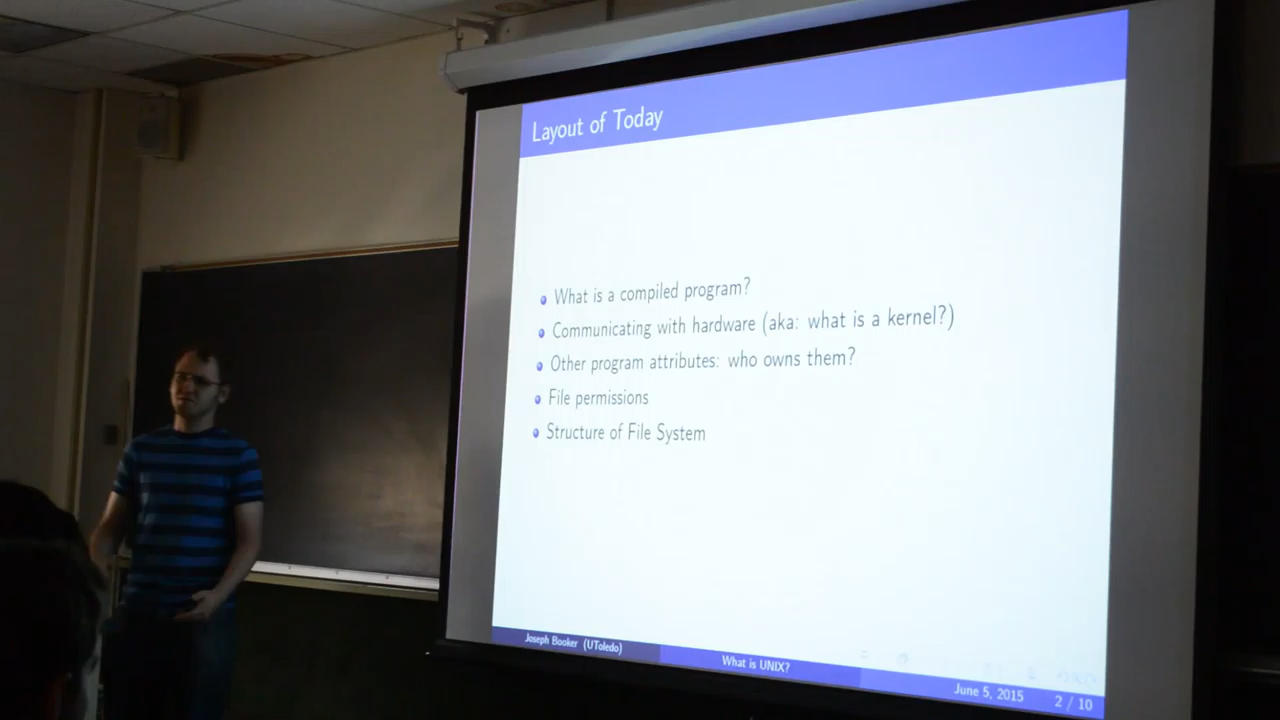 Layout of Today
What is a compiled program?
Communicating with hardware (aka: what is a kernel?)
Other program attributes: who owns them?
File permissions
Structure of File System
Joseph Booker (UToledo)
What is UNIX?
June 5, 2015
2 / 10